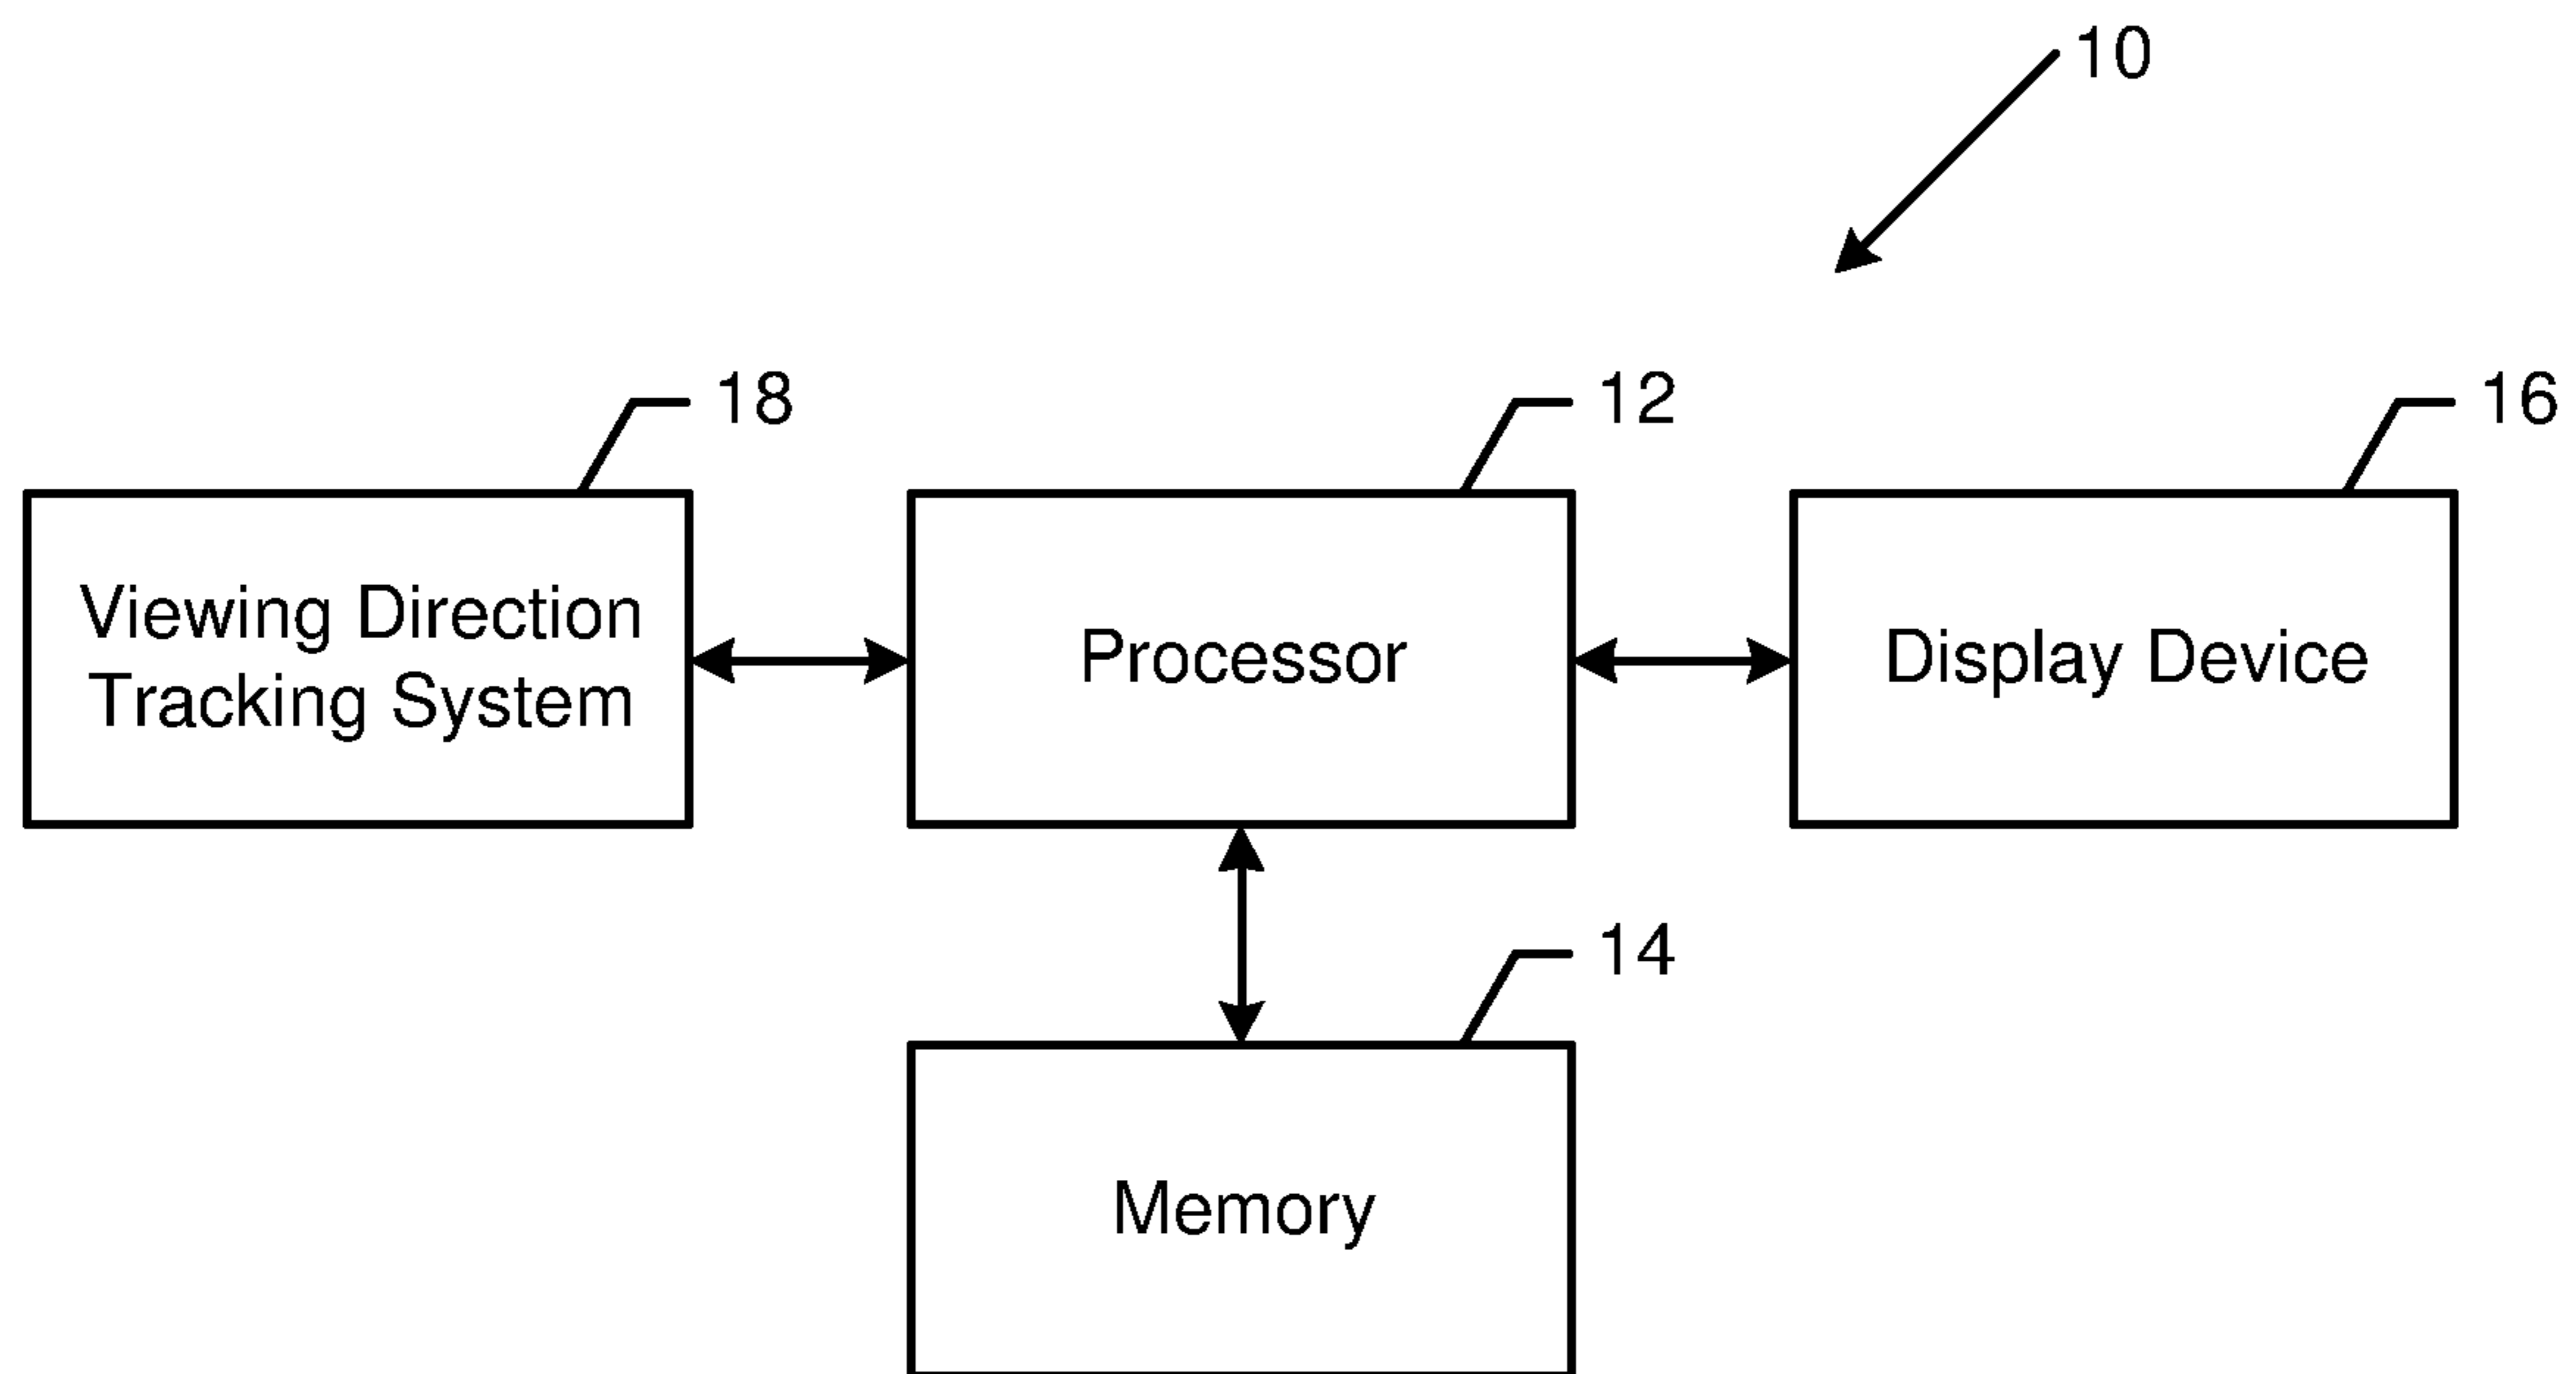 10
18
12
16
Viewing Direction
Tracking System
Processor
Display Device
14
Memory